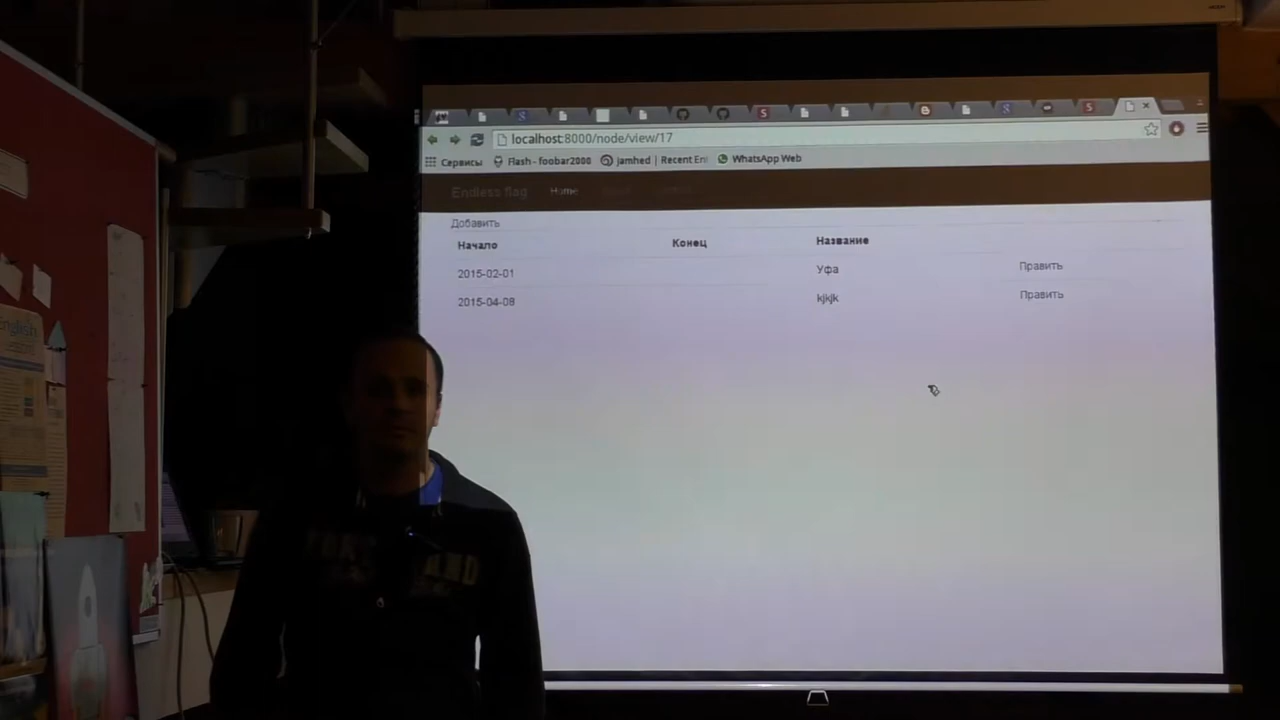 localhost:8000/node/view/17
Сервисы Flash - foobar2000 jamhed | Recent En WhatsApp Web
Endless flag Home
Добавить
Начало Конец Название
2015-02-01 Уфа Править
2015-04-08 kjkjk Править
English